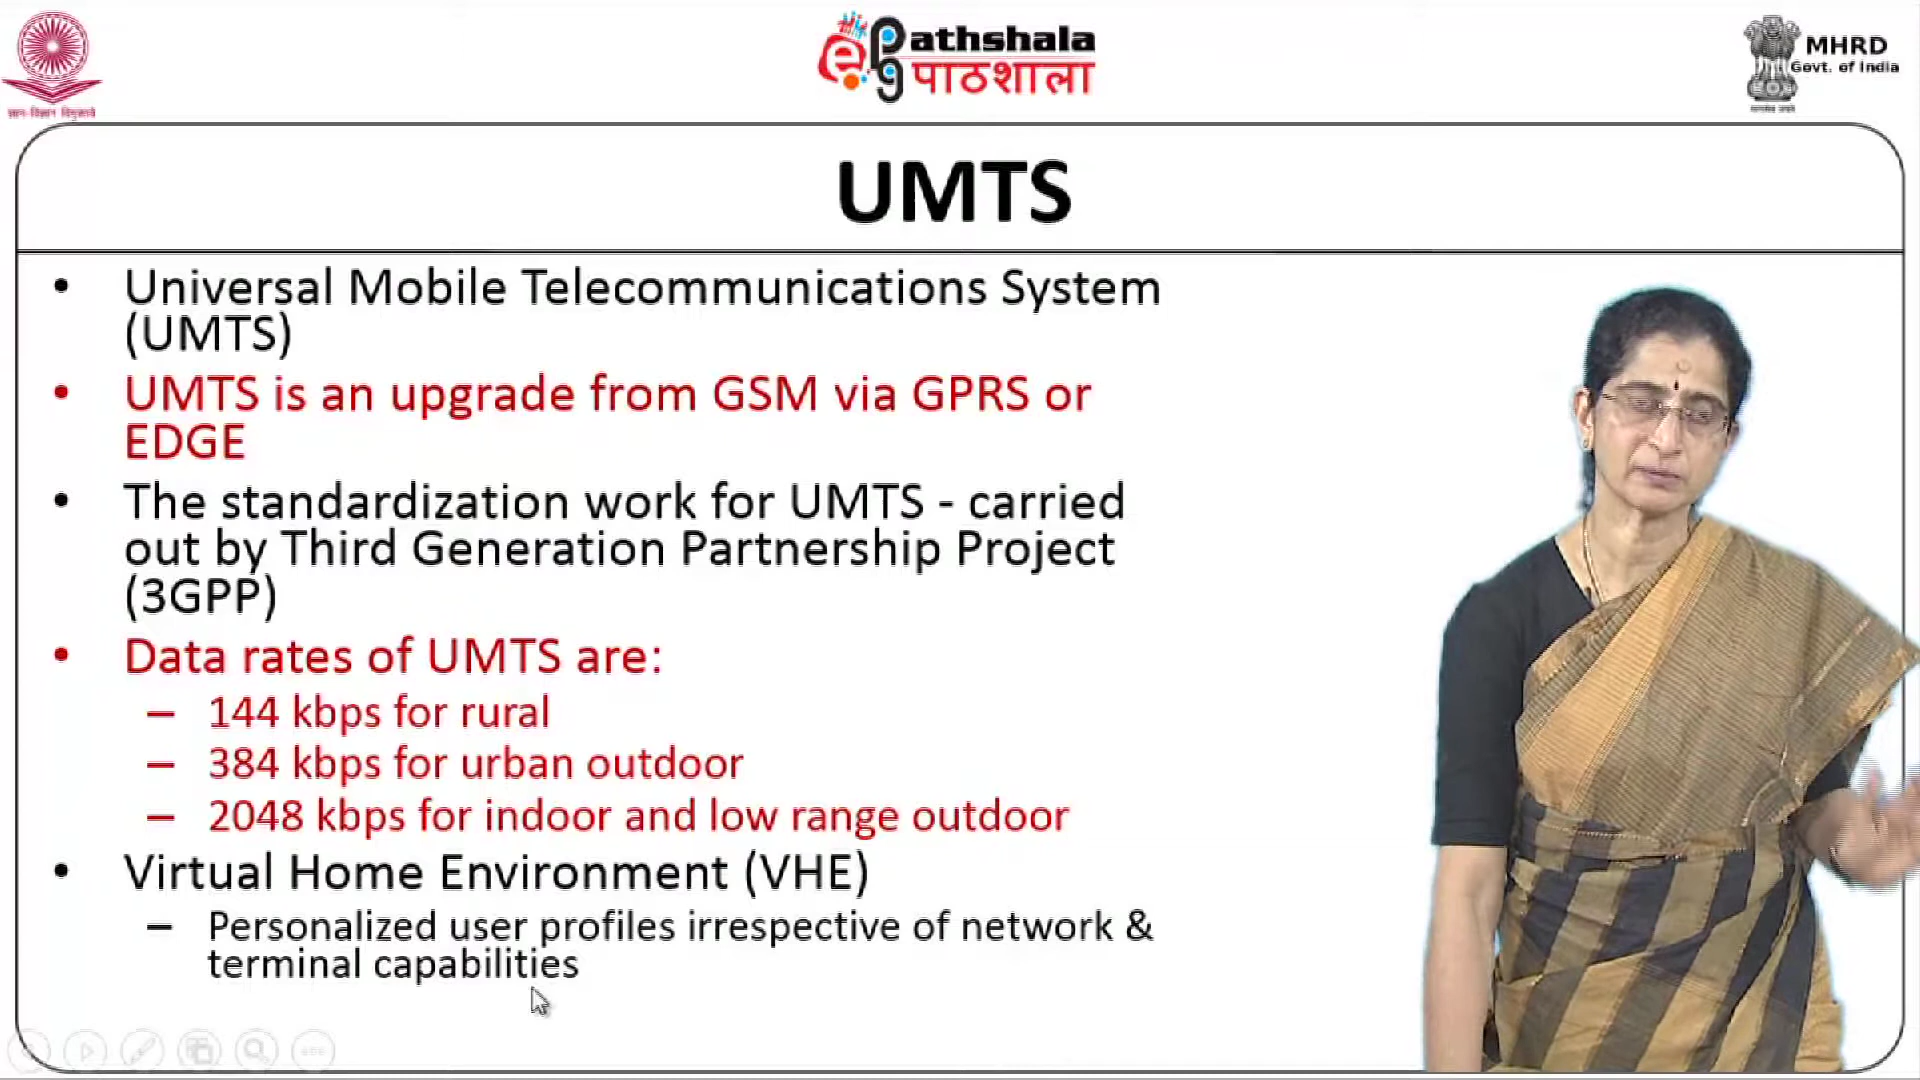 ज्ञान-विज्ञान विमुक्तये
e
PG
athshala
पाठशाला
MHRD
Govt. of India
UMTS
• Universal Mobile Telecommunications System
(UMTS)
• UMTS is an upgrade from GSM via GPRS or
EDGE
• The standardization work for UMTS - carried
out by Third Generation Partnership Project
(3GPP)
• Data rates of UMTS are:
– 144 kbps for rural
– 384 kbps for urban outdoor
– 2048 kbps for indoor and low range outdoor
• Virtual Home Environment (VHE)
– Personalized user profiles irrespective of network &
terminal capabilities